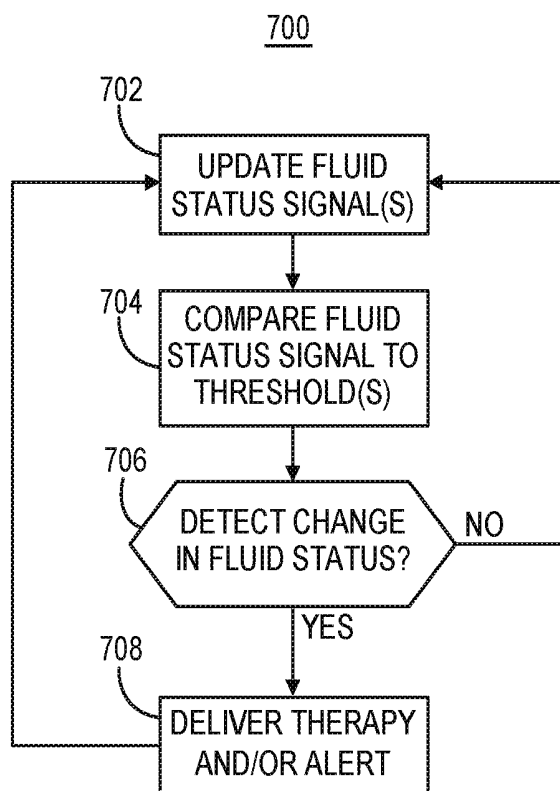 700
702
UPDATE FLUID
STATUS SIGNAL(S)
704
COMPARE FLUID
STATUS SIGNAL TO
THRESHOLD(S)
706
DETECT CHANGE
IN FLUID STATUS?
NO
YES
708
DELIVER THERAPY
AND/OR ALERT